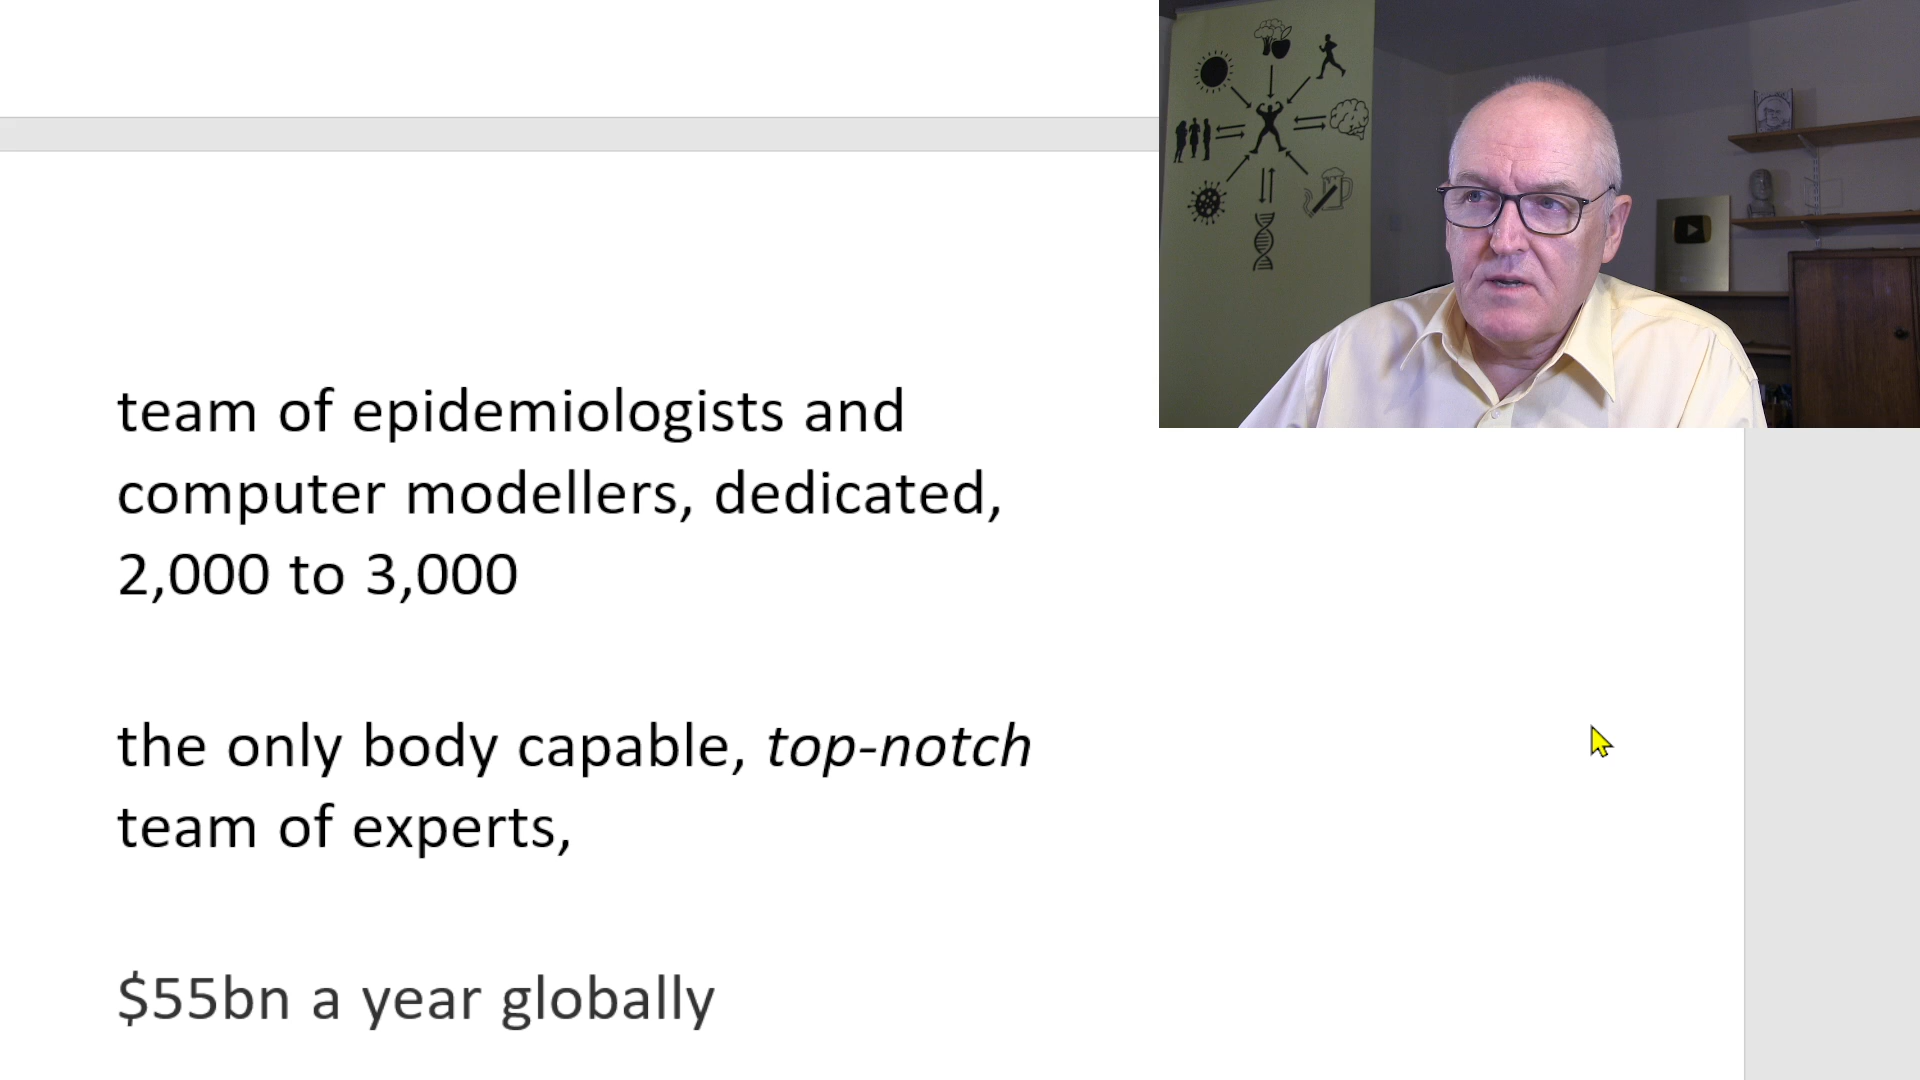 team of epidemiologists and
computer modellers, dedicated,
2,000 to 3,000
the only body capable, top-notch
team of experts,
$55bn a year globally